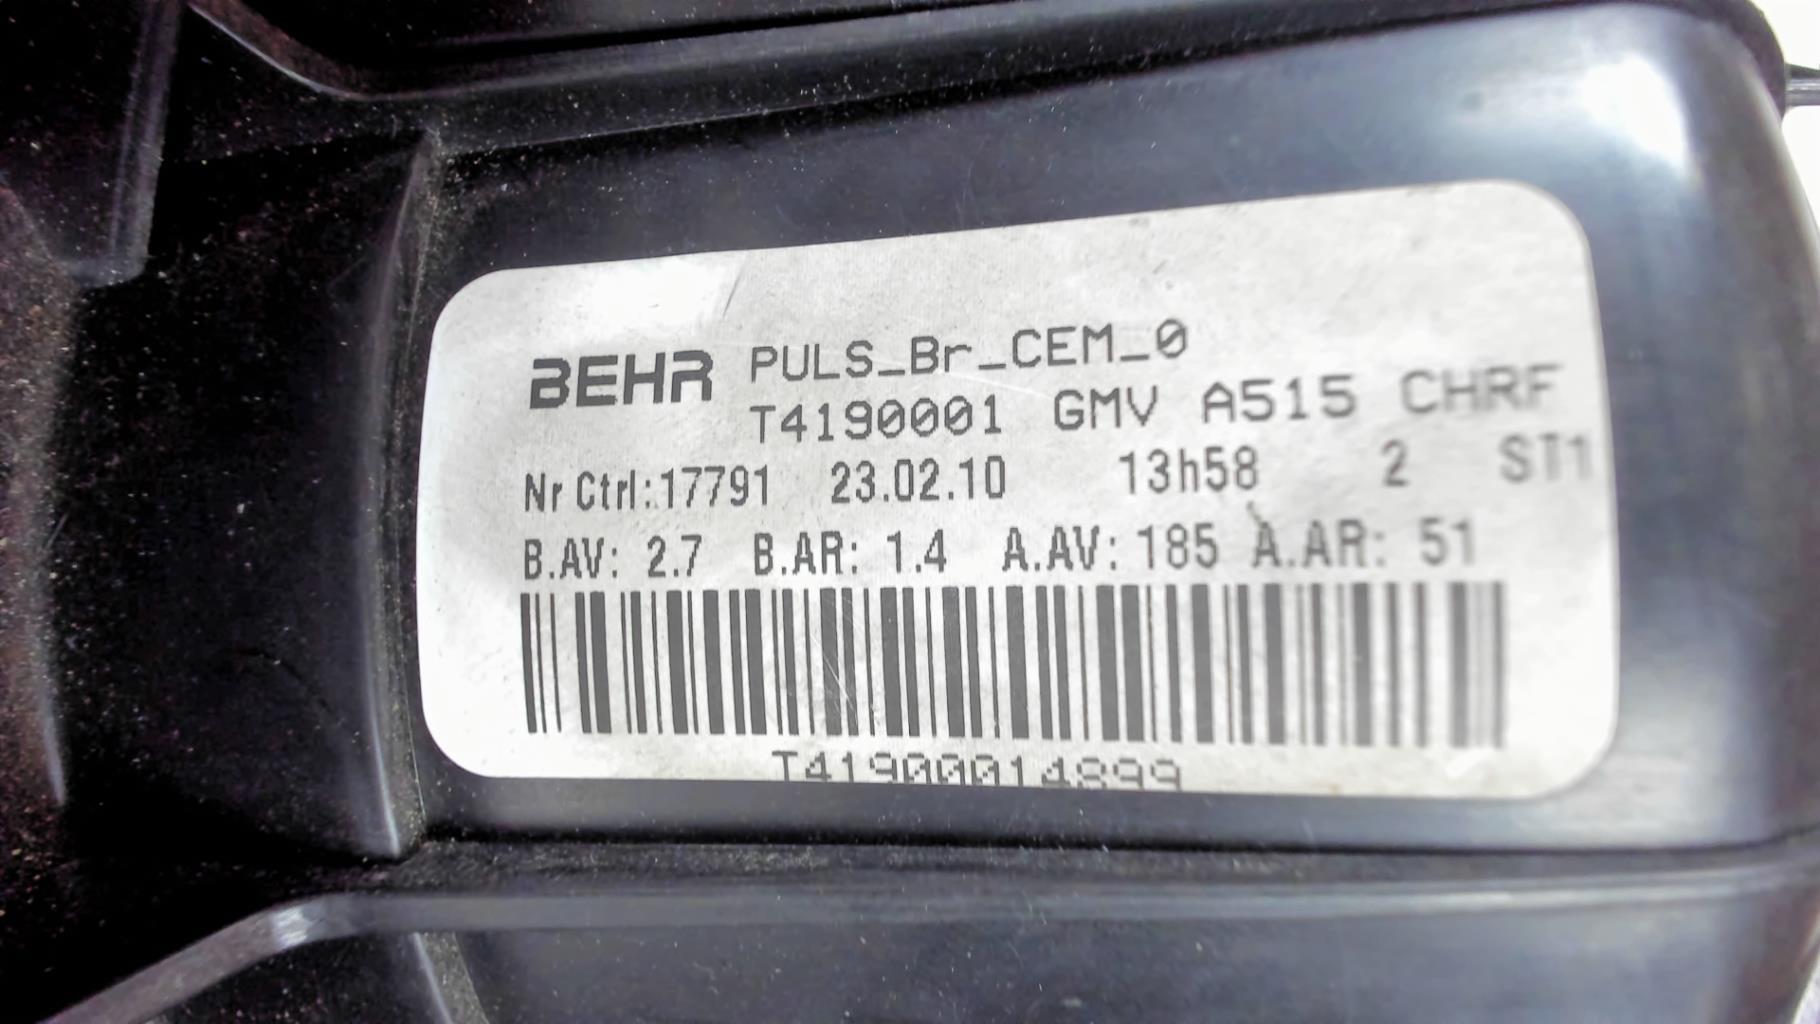 BEHR PULS_Br_CEM_0
T4190001 GMV A515 CHRF
Nr Ctrl:17791 23.02.10 13h58 2 ST1
B.AV: 2.7 B.AR: 1.4 A.AV: 185 A.AR: 51
T41900014899